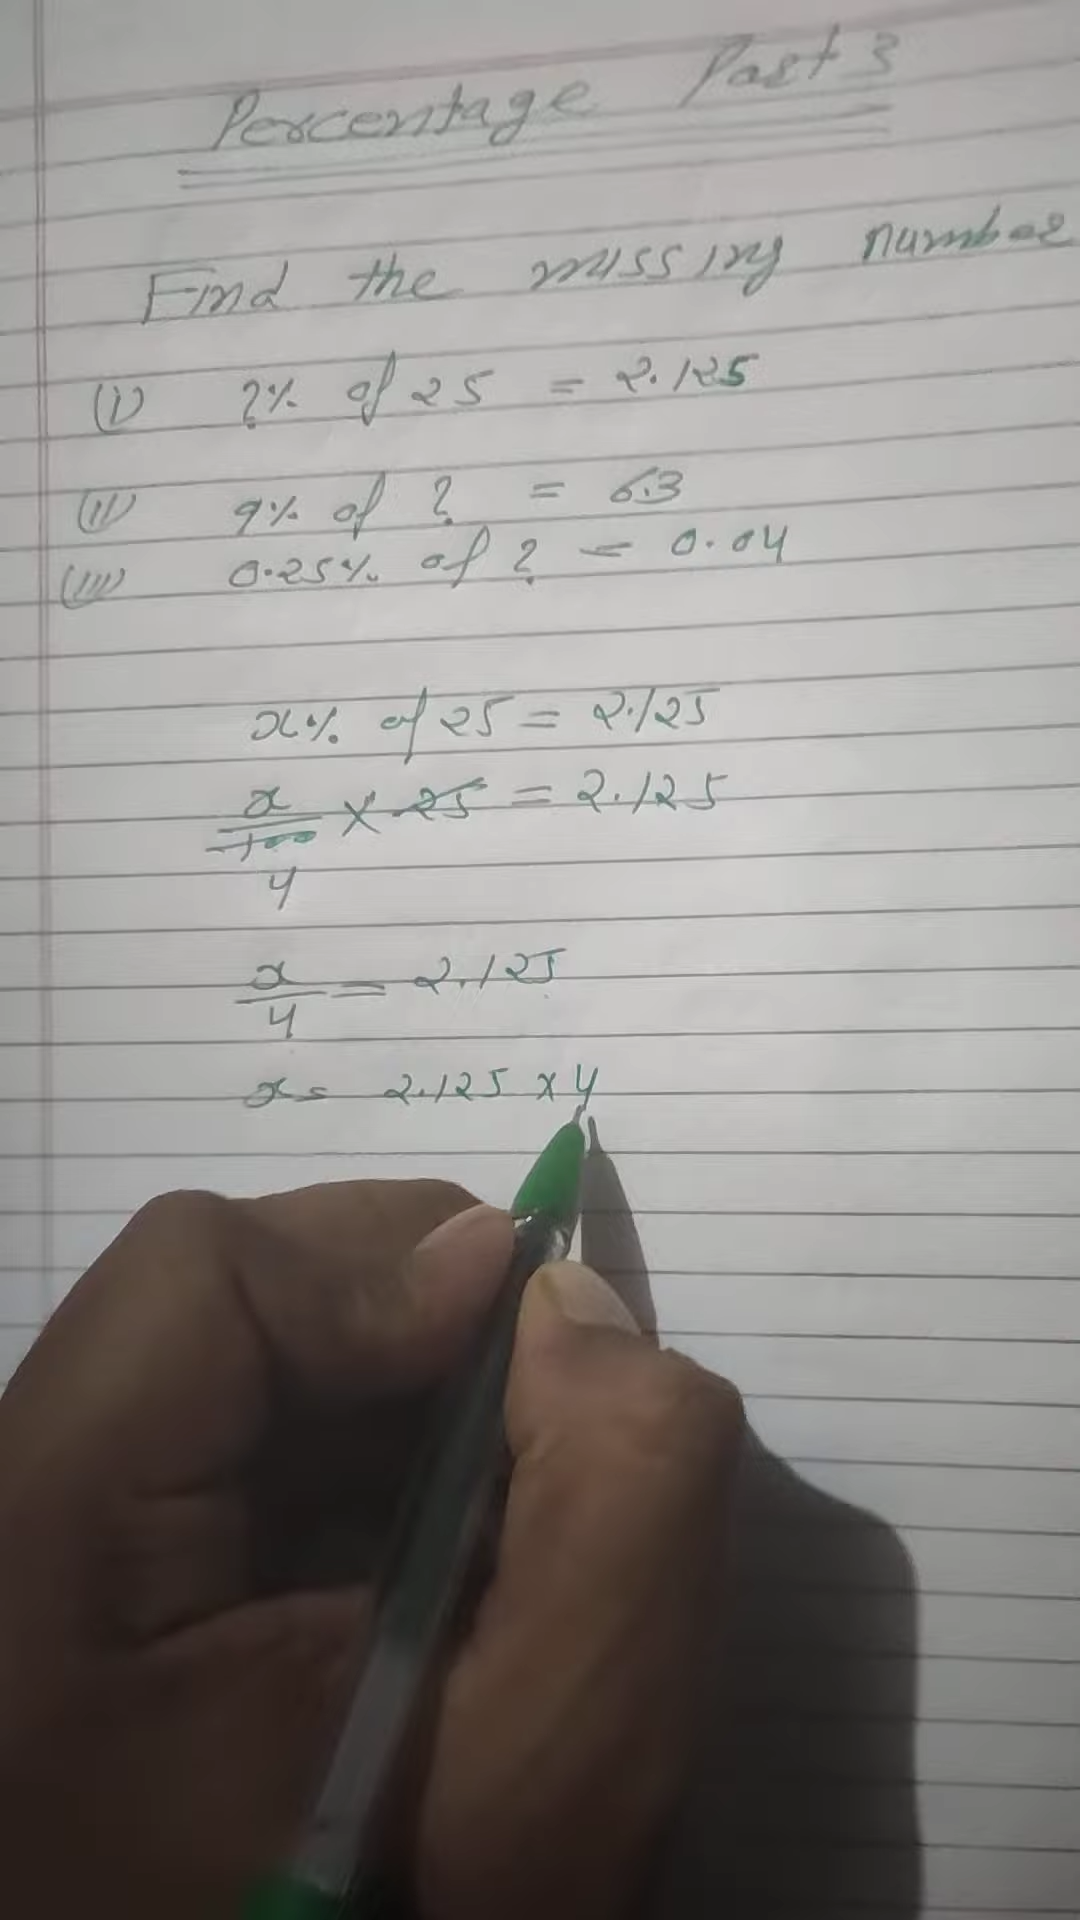 Percentage Part 3
Find the missing number
(I) ?% of 25 = 2.125
(II) 9% of ? = 6.3
(III) 0.25% of ? = 0.04
x% of 25 = 2.125
x/100 × 25 = 2.125
4
x/4 = 2.125
x = 2.125 × 4